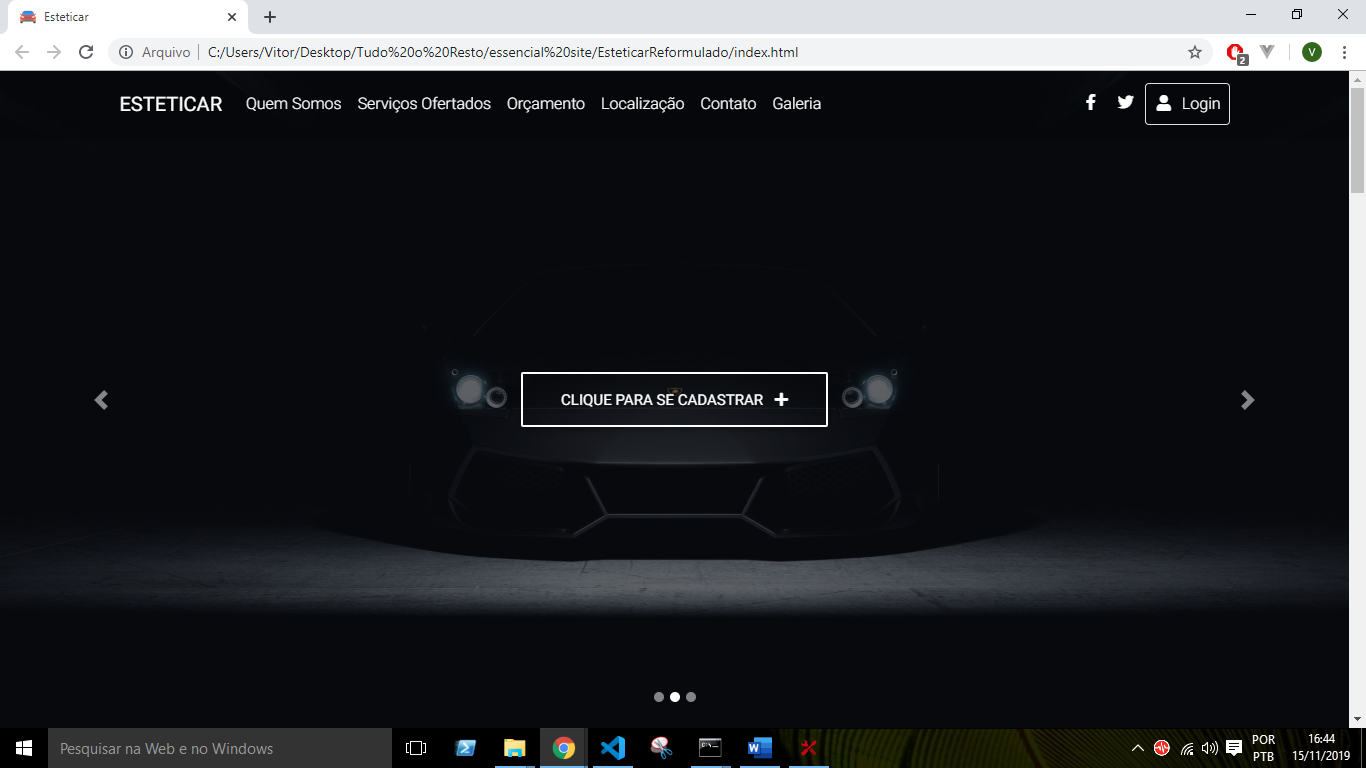 Esteticar
Arquivo
C:/Users/Vitor/Desktop/Tudo%20o%20Resto/essencial%20site/EsteticarReformulado/index.html
2
V
ESTETICAR Quem Somos Serviços Ofertados Orçamento Localização Contato Galeria Login
CLIQUE PARA SE CADASTRAR
Pesquisar na Web e no Windows
POR
PTB
16:44
15/11/2019